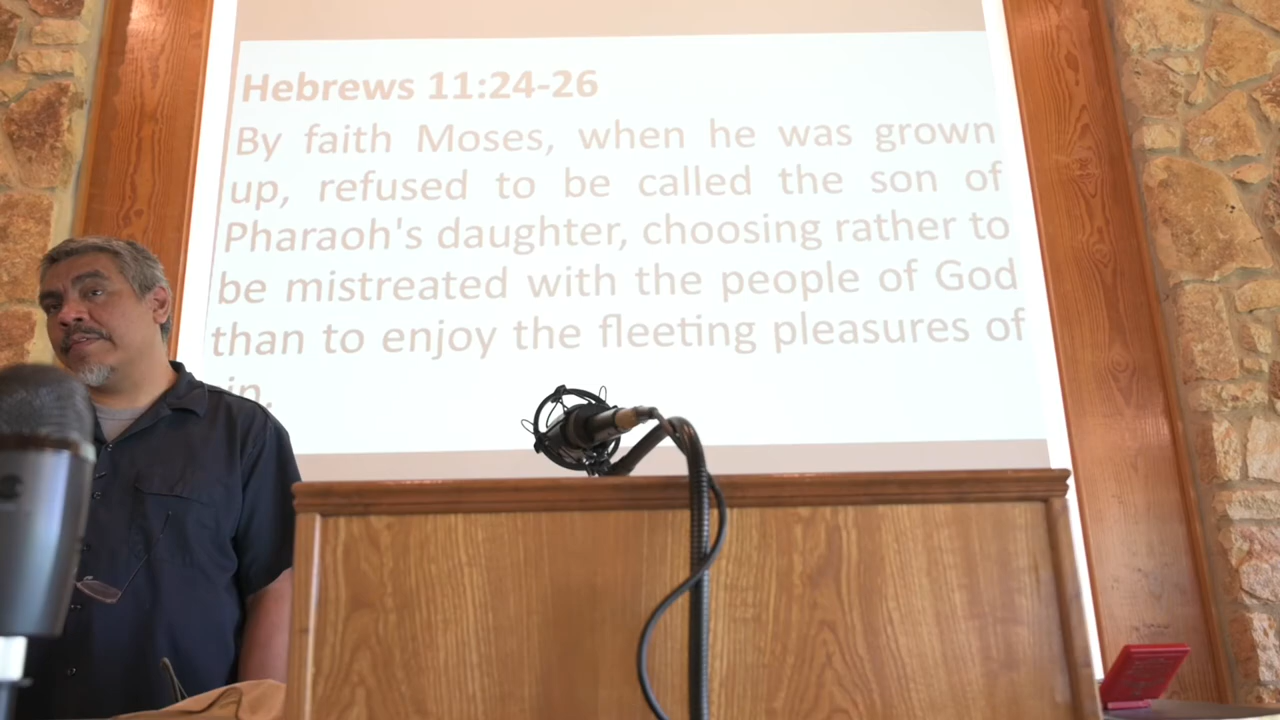 Hebrews 11:24-26
By faith Moses, when he was grown
up, refused to be called the son of
Pharaoh's daughter, choosing rather to
be mistreated with the people of God
than to enjoy the fleeting pleasures of
in.